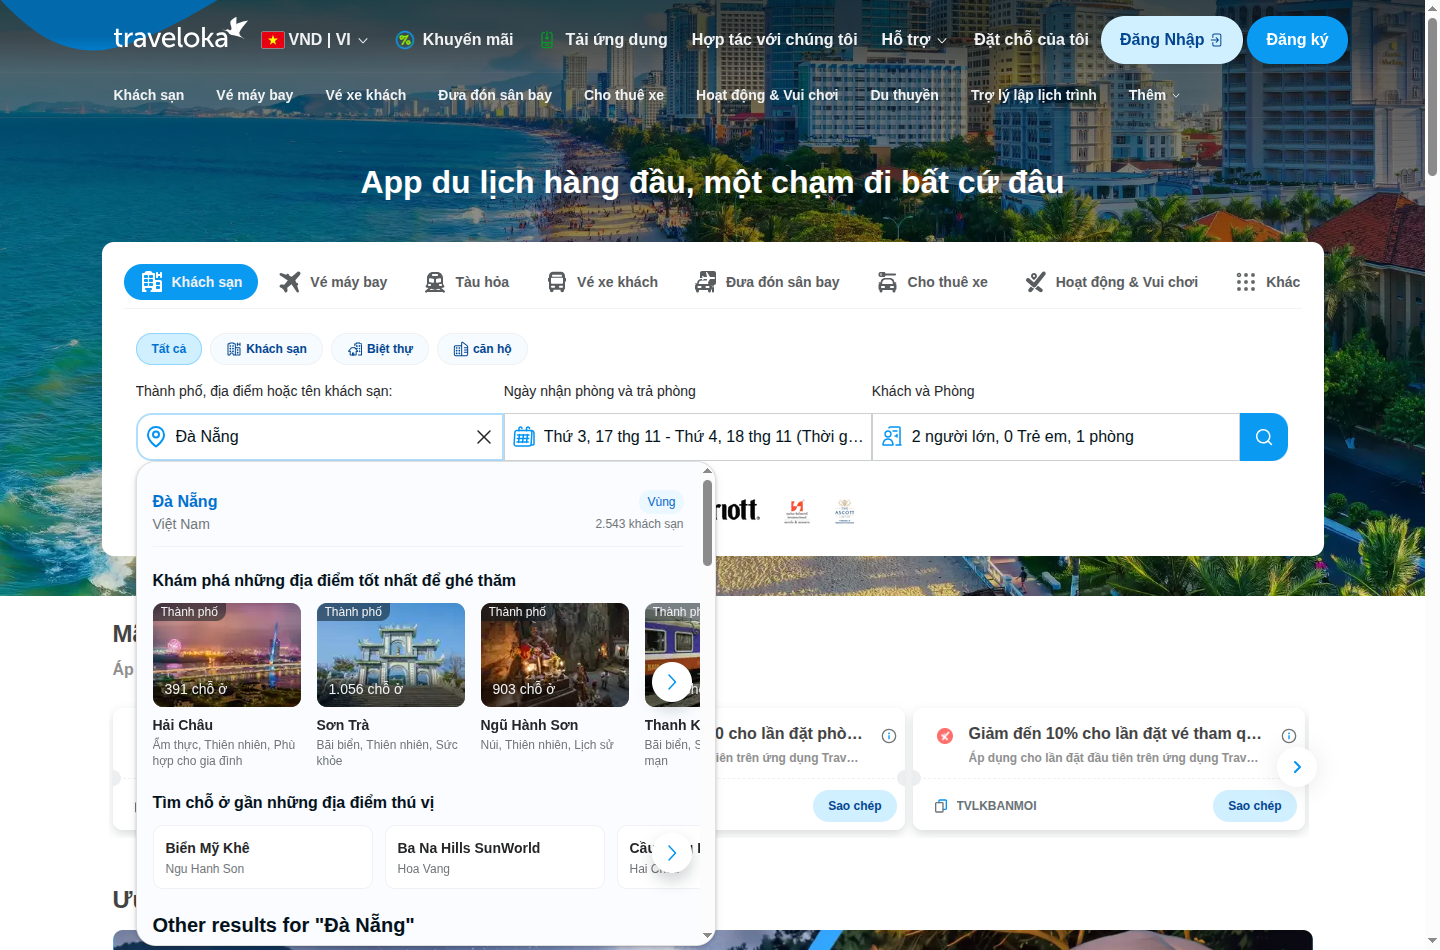 traveloka
VND | VI
Khuyến mãi
Tải ứng dụng
Hợp tác với chúng tôi
Hỗ trợ
Đặt chỗ của tôi
Đăng Nhập
Đăng ký
Khách sạn
Vé máy bay
Vé xe khách
Đưa đón sân bay
Cho thuê xe
Hoạt động & Vui chơi
Du thuyền
Trợ lý lập lịch trình
Thêm
App du lịch hàng đầu, một chạm đi bất cứ đâu
Khách sạn
Vé máy bay
Tàu hỏa
Vé xe khách
Đưa đón sân bay
Cho thuê xe
Hoạt động & Vui chơi
Khác
Tất cả
Khách sạn
Biệt thự
căn hộ
Thành phố, địa điểm hoặc tên khách sạn:
Ngày nhận phòng và trả phòng
Khách và Phòng
Đà Nẵng
Thứ 3, 17 thg 11 - Thứ 4, 18 thg 11 (Thời g…
2 người lớn, 0 Trẻ em, 1 phòng
Đà Nẵng
Vùng
Việt Nam
2.543 khách sạn
ASCOTT
Khám phá những địa điểm tốt nhất để ghé thăm
Thành phố
391 chỗ ở
Hải Châu
Ẩm thực, Thiên nhiên, Phù
hợp cho gia đình
Thành phố
1.056 chỗ ở
Sơn Trà
Bãi biển, Thiên nhiên, Sức
khỏe
Thành phố
903 chỗ ở
Ngũ Hành Sơn
Núi, Thiên nhiên, Lịch sử
Thanh K
Bãi biển, S
mạn
Áp
0 cho lần đặt phò…
iên trên ứng dụng Trav…
Sao chép
Giảm đến 10% cho lần đặt vé tham q…
Áp dụng cho lần đặt đầu tiên trên ứng dụng Trav…
TVLKBANMOI
Sao chép
Tìm chỗ ở gần những địa điểm thú vị
Biển Mỹ Khê
Ngu Hanh Son
Ba Na Hills SunWorld
Hoa Vang
Other results for "Đà Nẵng"